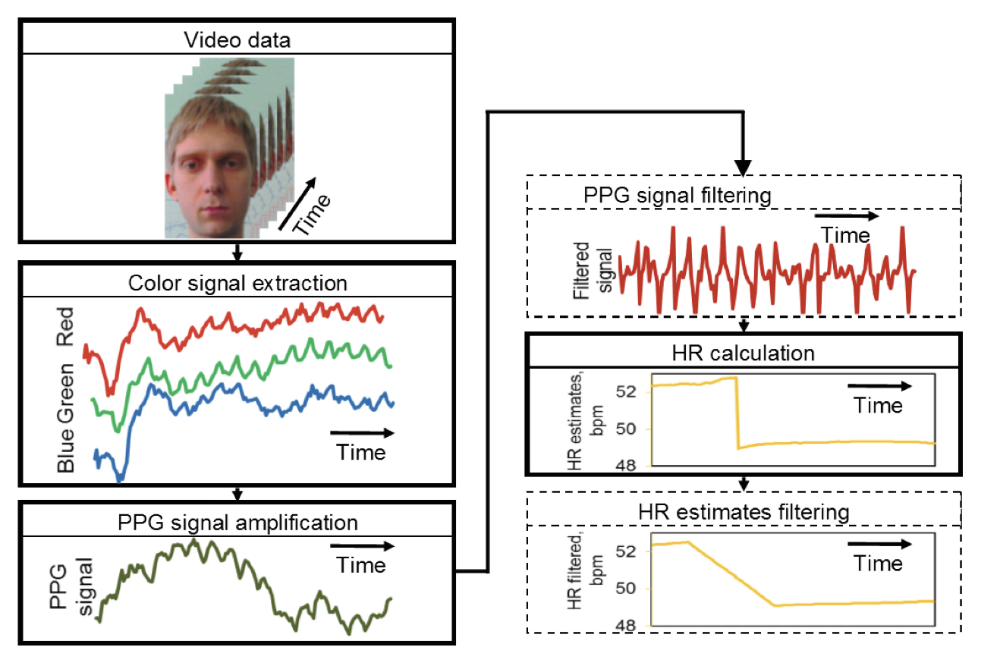 Video data
Time
Color signal extraction
Red
Green
Blue
Time
PPG signal amplification
PPG
signal
Time
PPG signal filtering
Time
Filtered
signal
HR calculation
HR estimates,
bpm
52
50
48
Time
HR estimates filtering
HR filtered,
bpm
52
50
48
Time